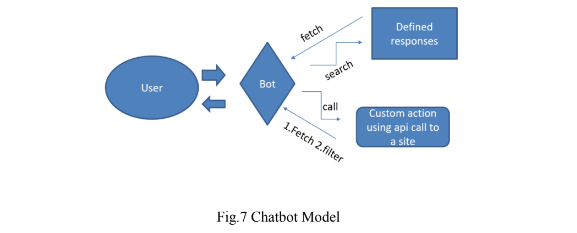 fetch
Defined
responses
search
User
Bot
call
Custom action
using api call to
a site
1.Fetch 2.filter
Fig.7 Chatbot Model